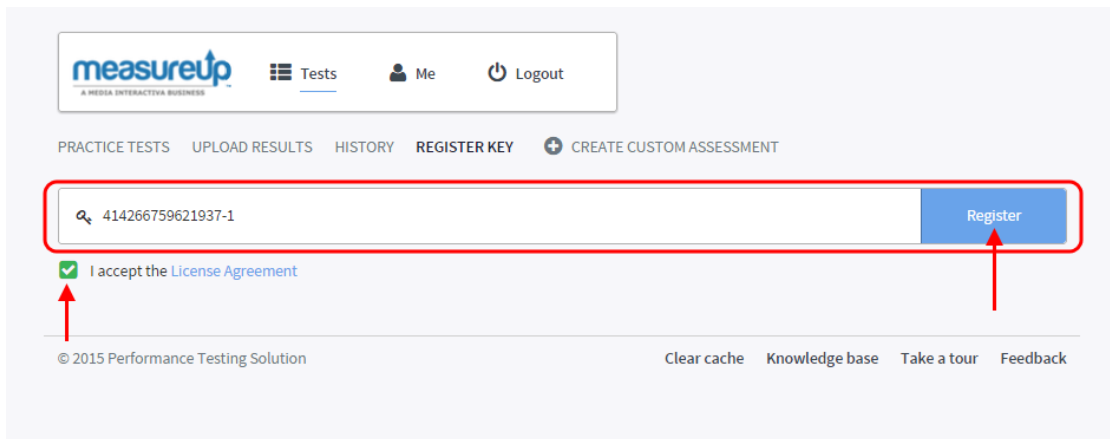 measureup
A MEDIA INTERACTIVA BUSINESS
Tests
Me
Logout
PRACTICE TESTS UPLOAD RESULTS HISTORY REGISTER KEY CREATE CUSTOM ASSESSMENT
414266759621937-1
Register
I accept the License Agreement
© 2015 Performance Testing Solution
Clear cache Knowledge base Take a tour Feedback